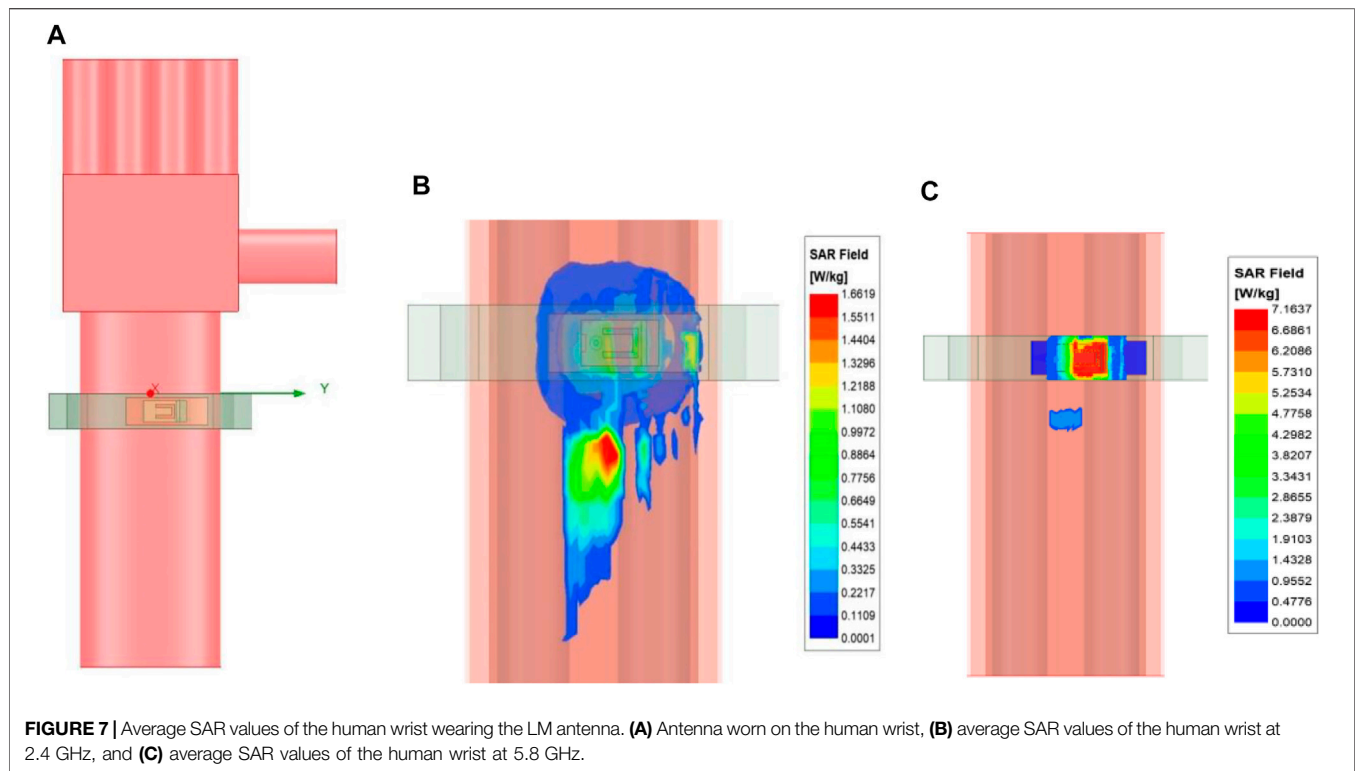 A
X
Y
B
SAR Field
[W/kg]
1.6619
1.5511
1.4404
1.3296
1.2188
1.1080
0.9972
0.8864
0.7756
0.6649
0.5541
0.4433
0.3325
0.2217
0.1109
0.0001
C
SAR Field
[W/kg]
7.1637
6.6861
6.2086
5.7310
5.2534
4.7758
4.2982
3.8207
3.3431
2.8655
2.3879
1.9103
1.4328
0.9552
0.4776
0.0000
FIGURE 7 | Average SAR values of the human wrist wearing the LM antenna. (A) Antenna worn on the human wrist, (B) average SAR values of the human wrist at
2.4 GHz, and (C) average SAR values of the human wrist at 5.8 GHz.